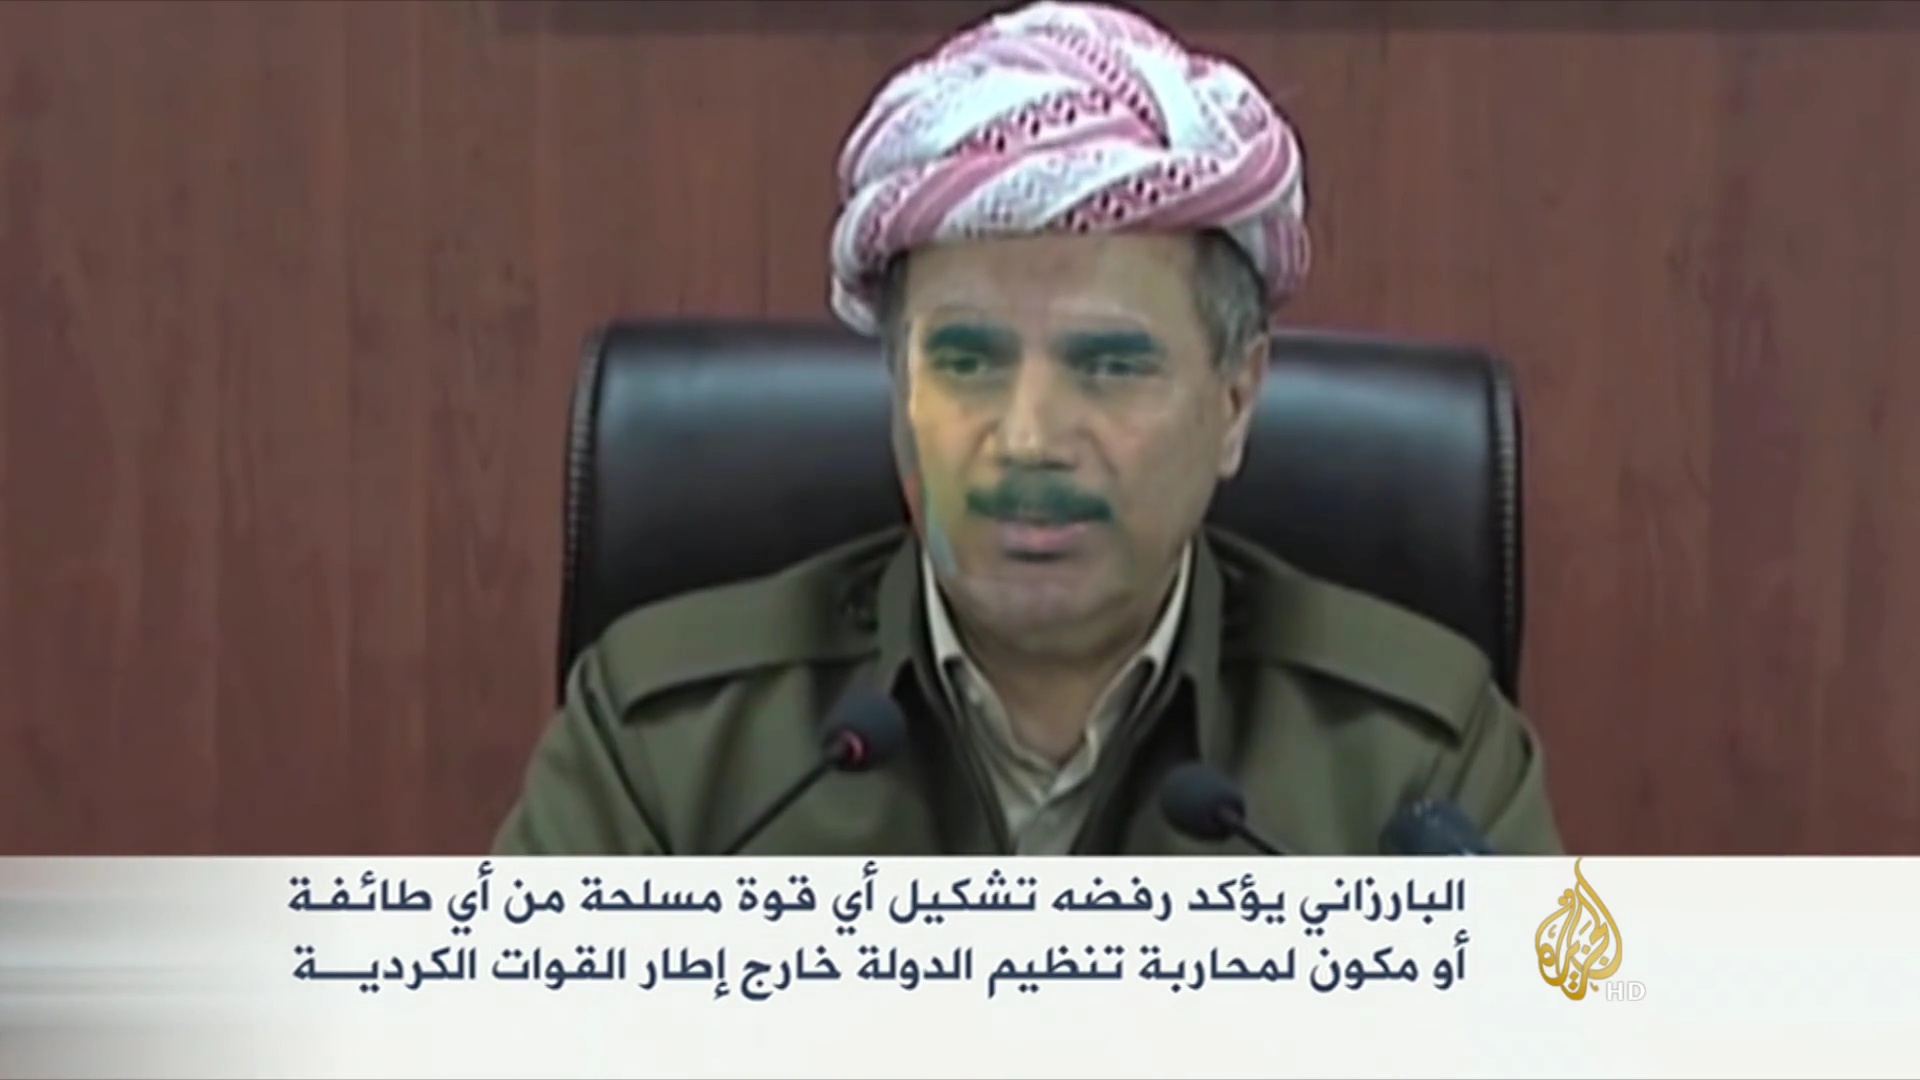 البارزاني يؤكد رفضه تشكيل أي قوة مسلحة من أي طائفة
أو مكون لمحاربة تنظيم الدولة خارج إطار القوات الكردية
الجزيرة
HD